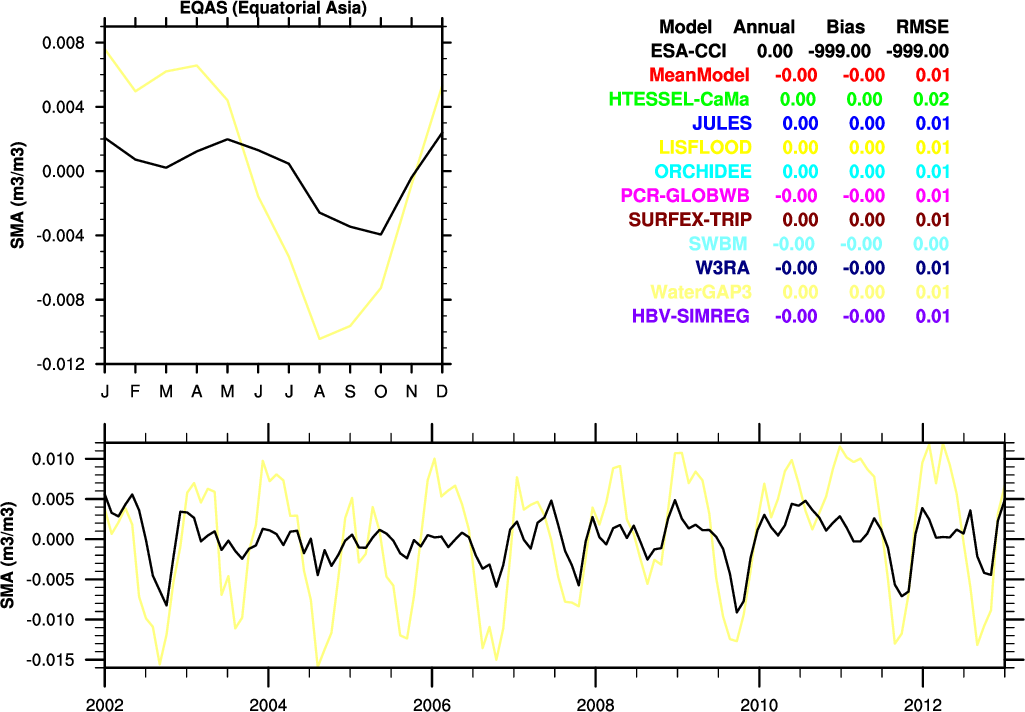 EQAS (Equatorial Asia)
0.008
0.004
0.000
-0.004
-0.008
-0.012
SMA (m3/m3)
J F M A M J J A S O N D
Model Annual Bias RMSE
ESA-CCI 0.00 -999.00 -999.00
MeanModel -0.00 -0.00 0.01
HTESSEL-CaMa 0.00 0.00 0.02
JULES 0.00 0.00 0.01
LISFLOOD 0.00 0.00 0.01
ORCHIDEE 0.00 0.00 0.01
PCR-GLOBWB -0.00 -0.00 0.01
SURFEX-TRIP 0.00 0.00 0.01
SWBM -0.00 -0.00 0.00
W3RA -0.00 -0.00 0.01
WaterGAP3 0.00 0.00 0.01
HBV-SIMREG -0.00 -0.00 0.01
0.010
0.005
0.000
-0.005
-0.010
-0.015
SMA (m3/m3)
2002 2004 2006 2008 2010 2012